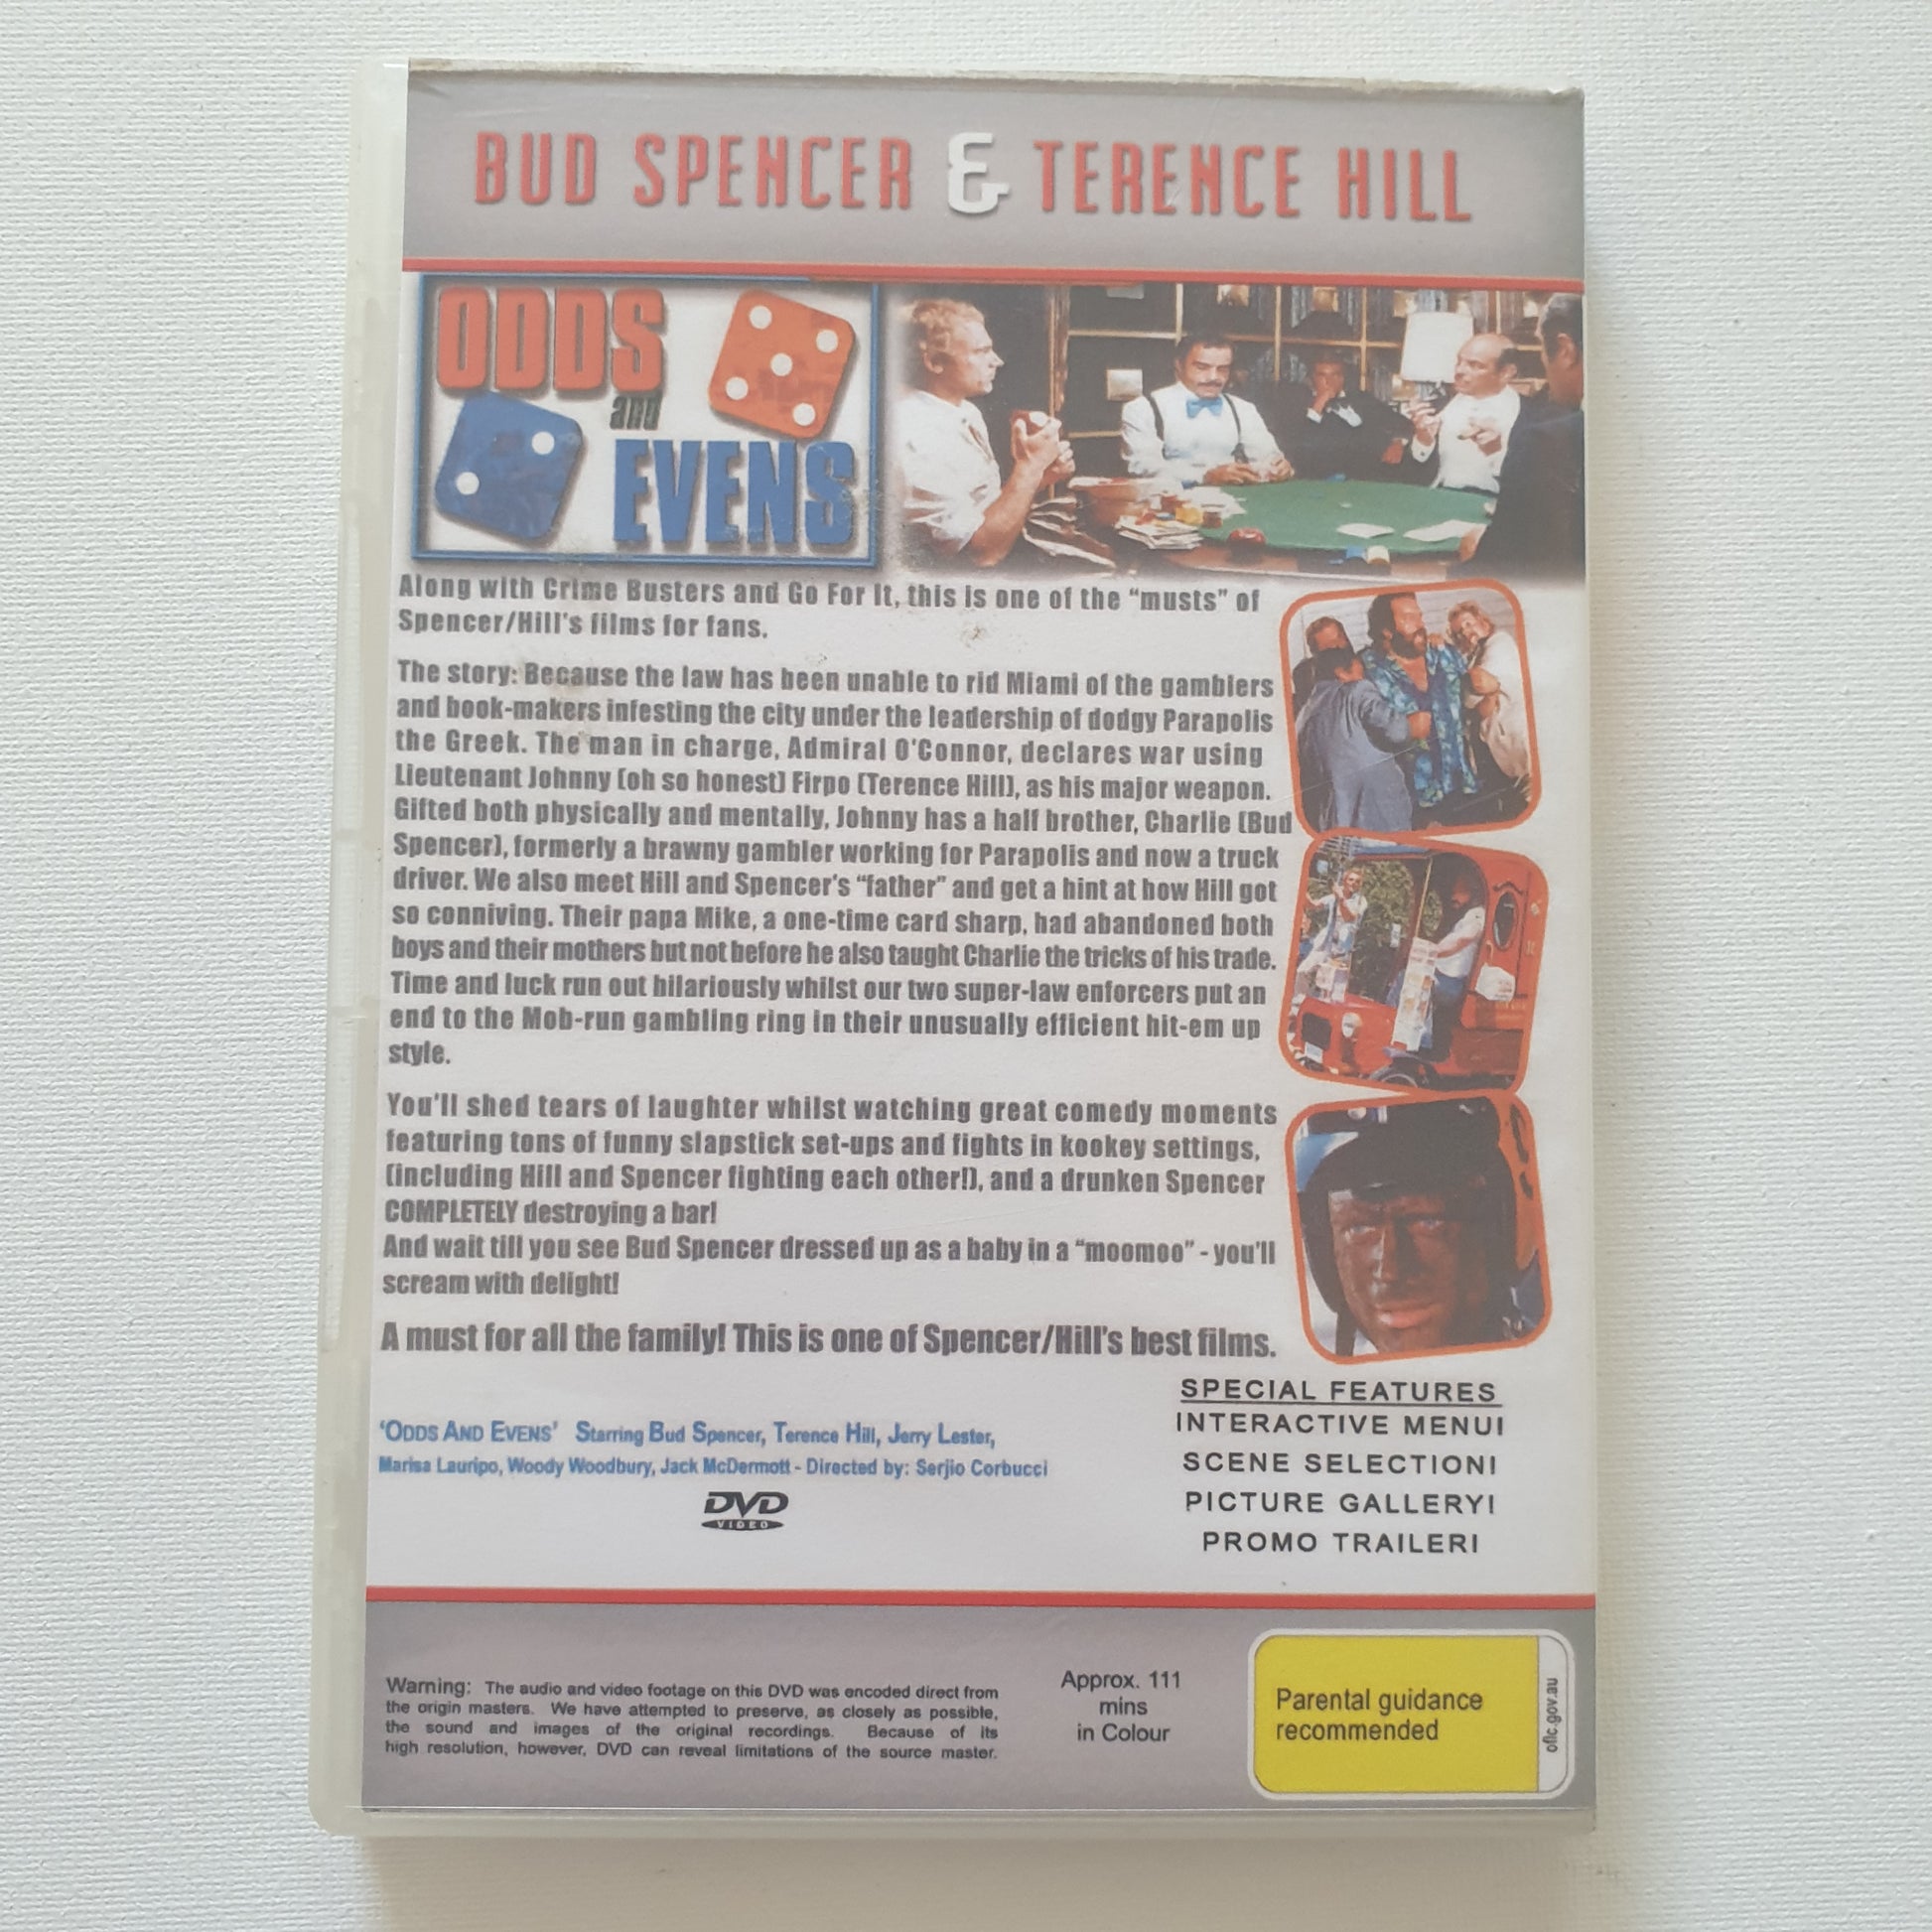 BUD SPENCER & TERENCE HILL
ODDS
and
EVENS
Along with Crime Busters and Go For It, this is one of the “musts” of
Spencer/Hill's films for fans.
The story: Because the law has been unable to rid Miami of the gamblers
and book-makers infesting the city under the leadership of dodgy Parapolis
the Greek. The man in charge, Admiral O'Connor, declares war using
Lieutenant Johnny (oh so honest) Firpo (Terence Hill), as his major weapon.
Gifted both physically and mentally, Johnny has a half brother, Charlie (Bud
Spencer), formerly a brawny gambler working for Parapolis and now a truck
driver. We also meet Hill and Spencer's “father” and get a hint at how Hill got
so conniving. Their papa Mike, a one-time card sharp, had abandoned both
boys and their mothers but not before he also taught Charlie the tricks of his trade.
Time and luck run out hilariously whilst our two super-law enforcers put an
end to the Mob-run gambling ring in their unusually efficient hit-em up
style.
You'll shed tears of laughter whilst watching great comedy moments
featuring tons of funny slapstick set-ups and fights in kookey settings,
(including Hill and Spencer fighting each other!), and a drunken Spencer
COMPLETELY destroying a bar!
And wait till you see Bud Spencer dressed up as a baby in a “moomoo” - you'll
scream with delight!
A must for all the family! This is one of Spencer/Hill's best films.
‘ODDS AND EVENS’ Starring Bud Spencer, Terence Hill, Jerry Lester,
Marisa Lauripo, Woody Woodbury, Jack McDermott - Directed by: Serjio Corbucci
DVD
VIDEO
SPECIAL FEATURES
INTERACTIVE MENU!
SCENE SELECTION!
PICTURE GALLERY!
PROMO TRAILER!
Warning: The audio and video footage on this DVD was encoded direct from
the origin masters. We have attempted to preserve, as closely as possible,
the sound and images of the original recordings. Because of its
high resolution, however, DVD can reveal limitations of the source master.
Approx. 111
mins
in Colour
Parental guidance
recommended
oflc.gov.au